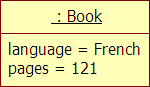 : Book
language = French
pages = 121